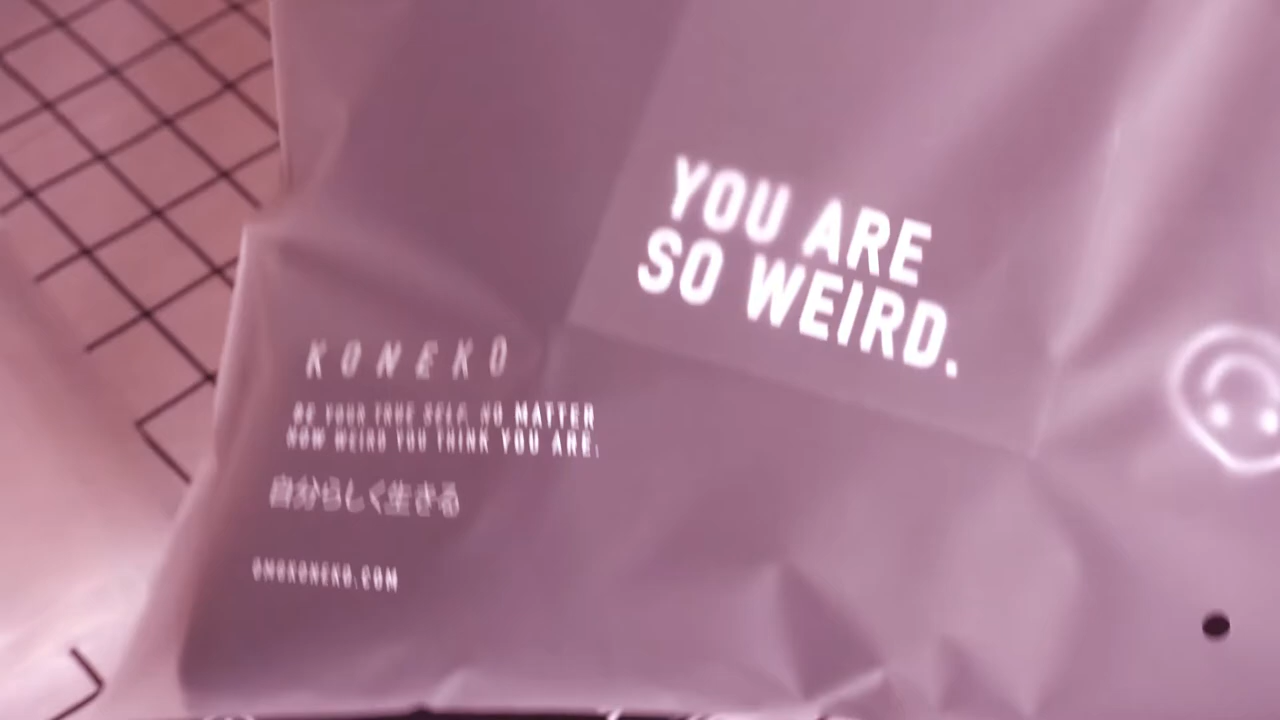 YOU ARE
SO WEIRD.
KONEKO
BE YOUR TRUE SELF NO MATTER
HOW WEIRD YOU THINK YOU ARE.
自分らしく生きる
OMOKONEKO.COM